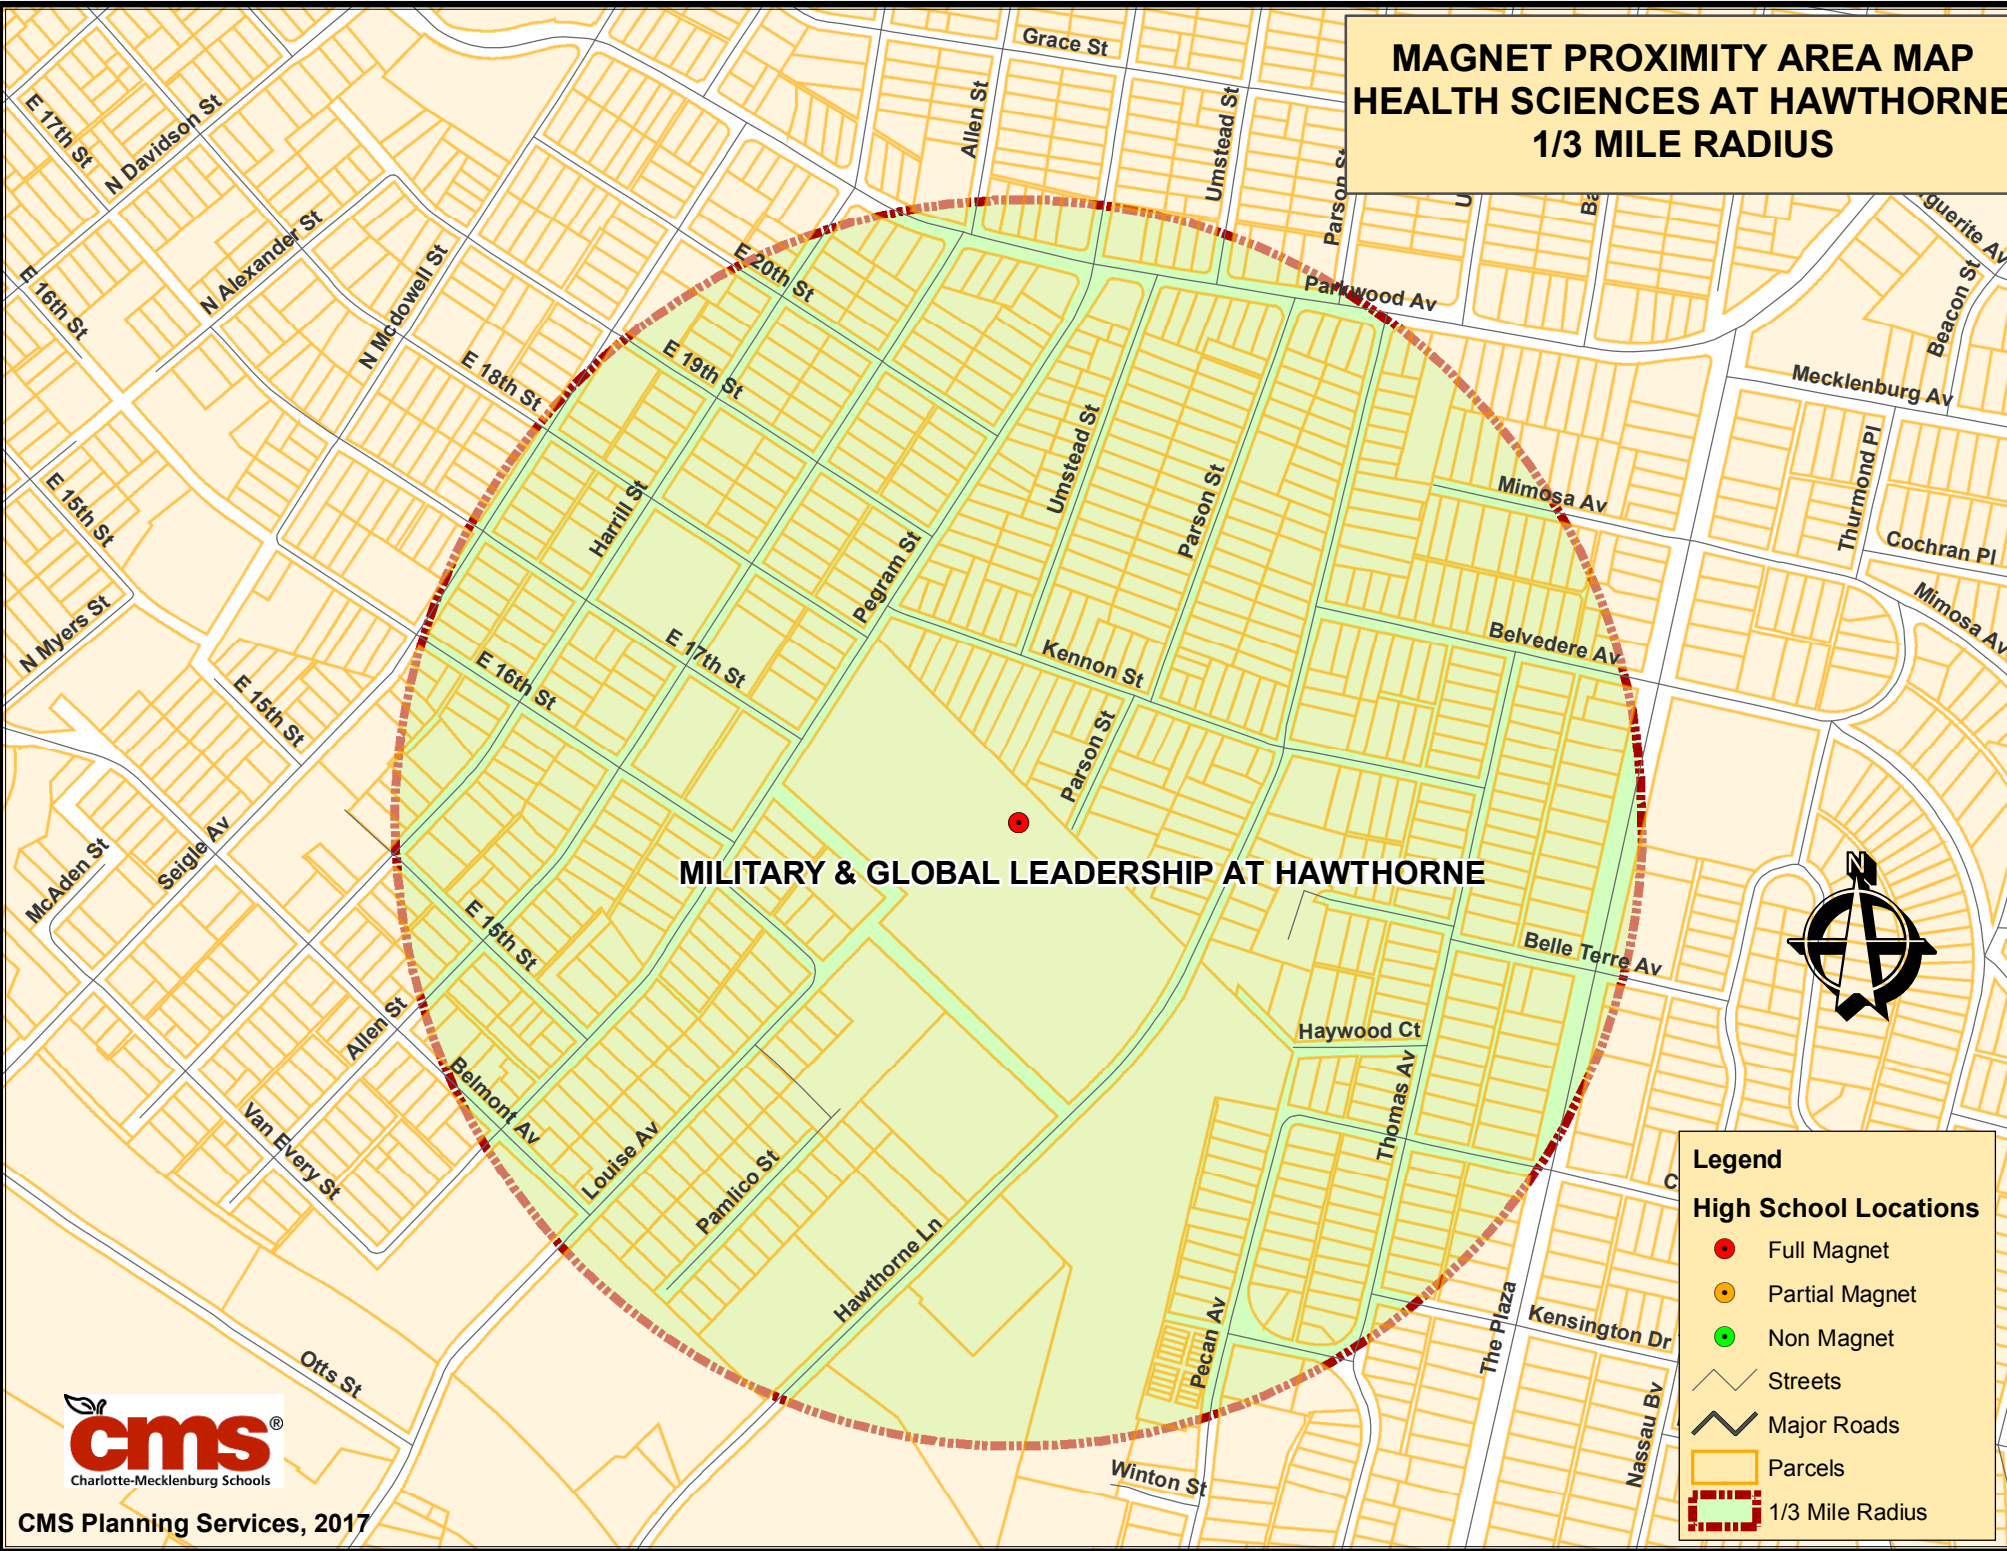 MAGNET PROXIMITY AREA MAP
HEALTH SCIENCES AT HAWTHORNE
1/3 MILE RADIUS
Grace St
Allen St
Umstead St
Parson St
E 17th St
N Davidson St
N Alexander St
E 16th St
N Mcdowell St
E 20th St
Parkwood Av
Beacon St
Mecklenburg Av
E 18th St
E 19th St
Umstead St
Parson St
Mimosa Av
Thurmond Pl
Cochran Pl
Mimosa Av
E 15th St
Harrill St
Pegram St
N Myers St
E 17th St
Kennon St
Belvedere Av
E 16th St
E 15th St
Parson St
MILITARY & GLOBAL LEADERSHIP AT HAWTHORNE
McAden St
Seigle Av
E 15th St
Belle Terre Av
N
Allen St
Haywood Ct
Belmont Av
Thomas Av
Van Every St
Louise Av
Pamlico St
Hawthorne Ln
Pecan Av
The Plaza
Kensington Dr
Nassau Bv
Otts St
Winton St
Legend
High School Locations
Full Magnet
Partial Magnet
Non Magnet
Streets
Major Roads
Parcels
1/3 Mile Radius
cms®
Charlotte-Mecklenburg Schools
CMS Planning Services, 2017